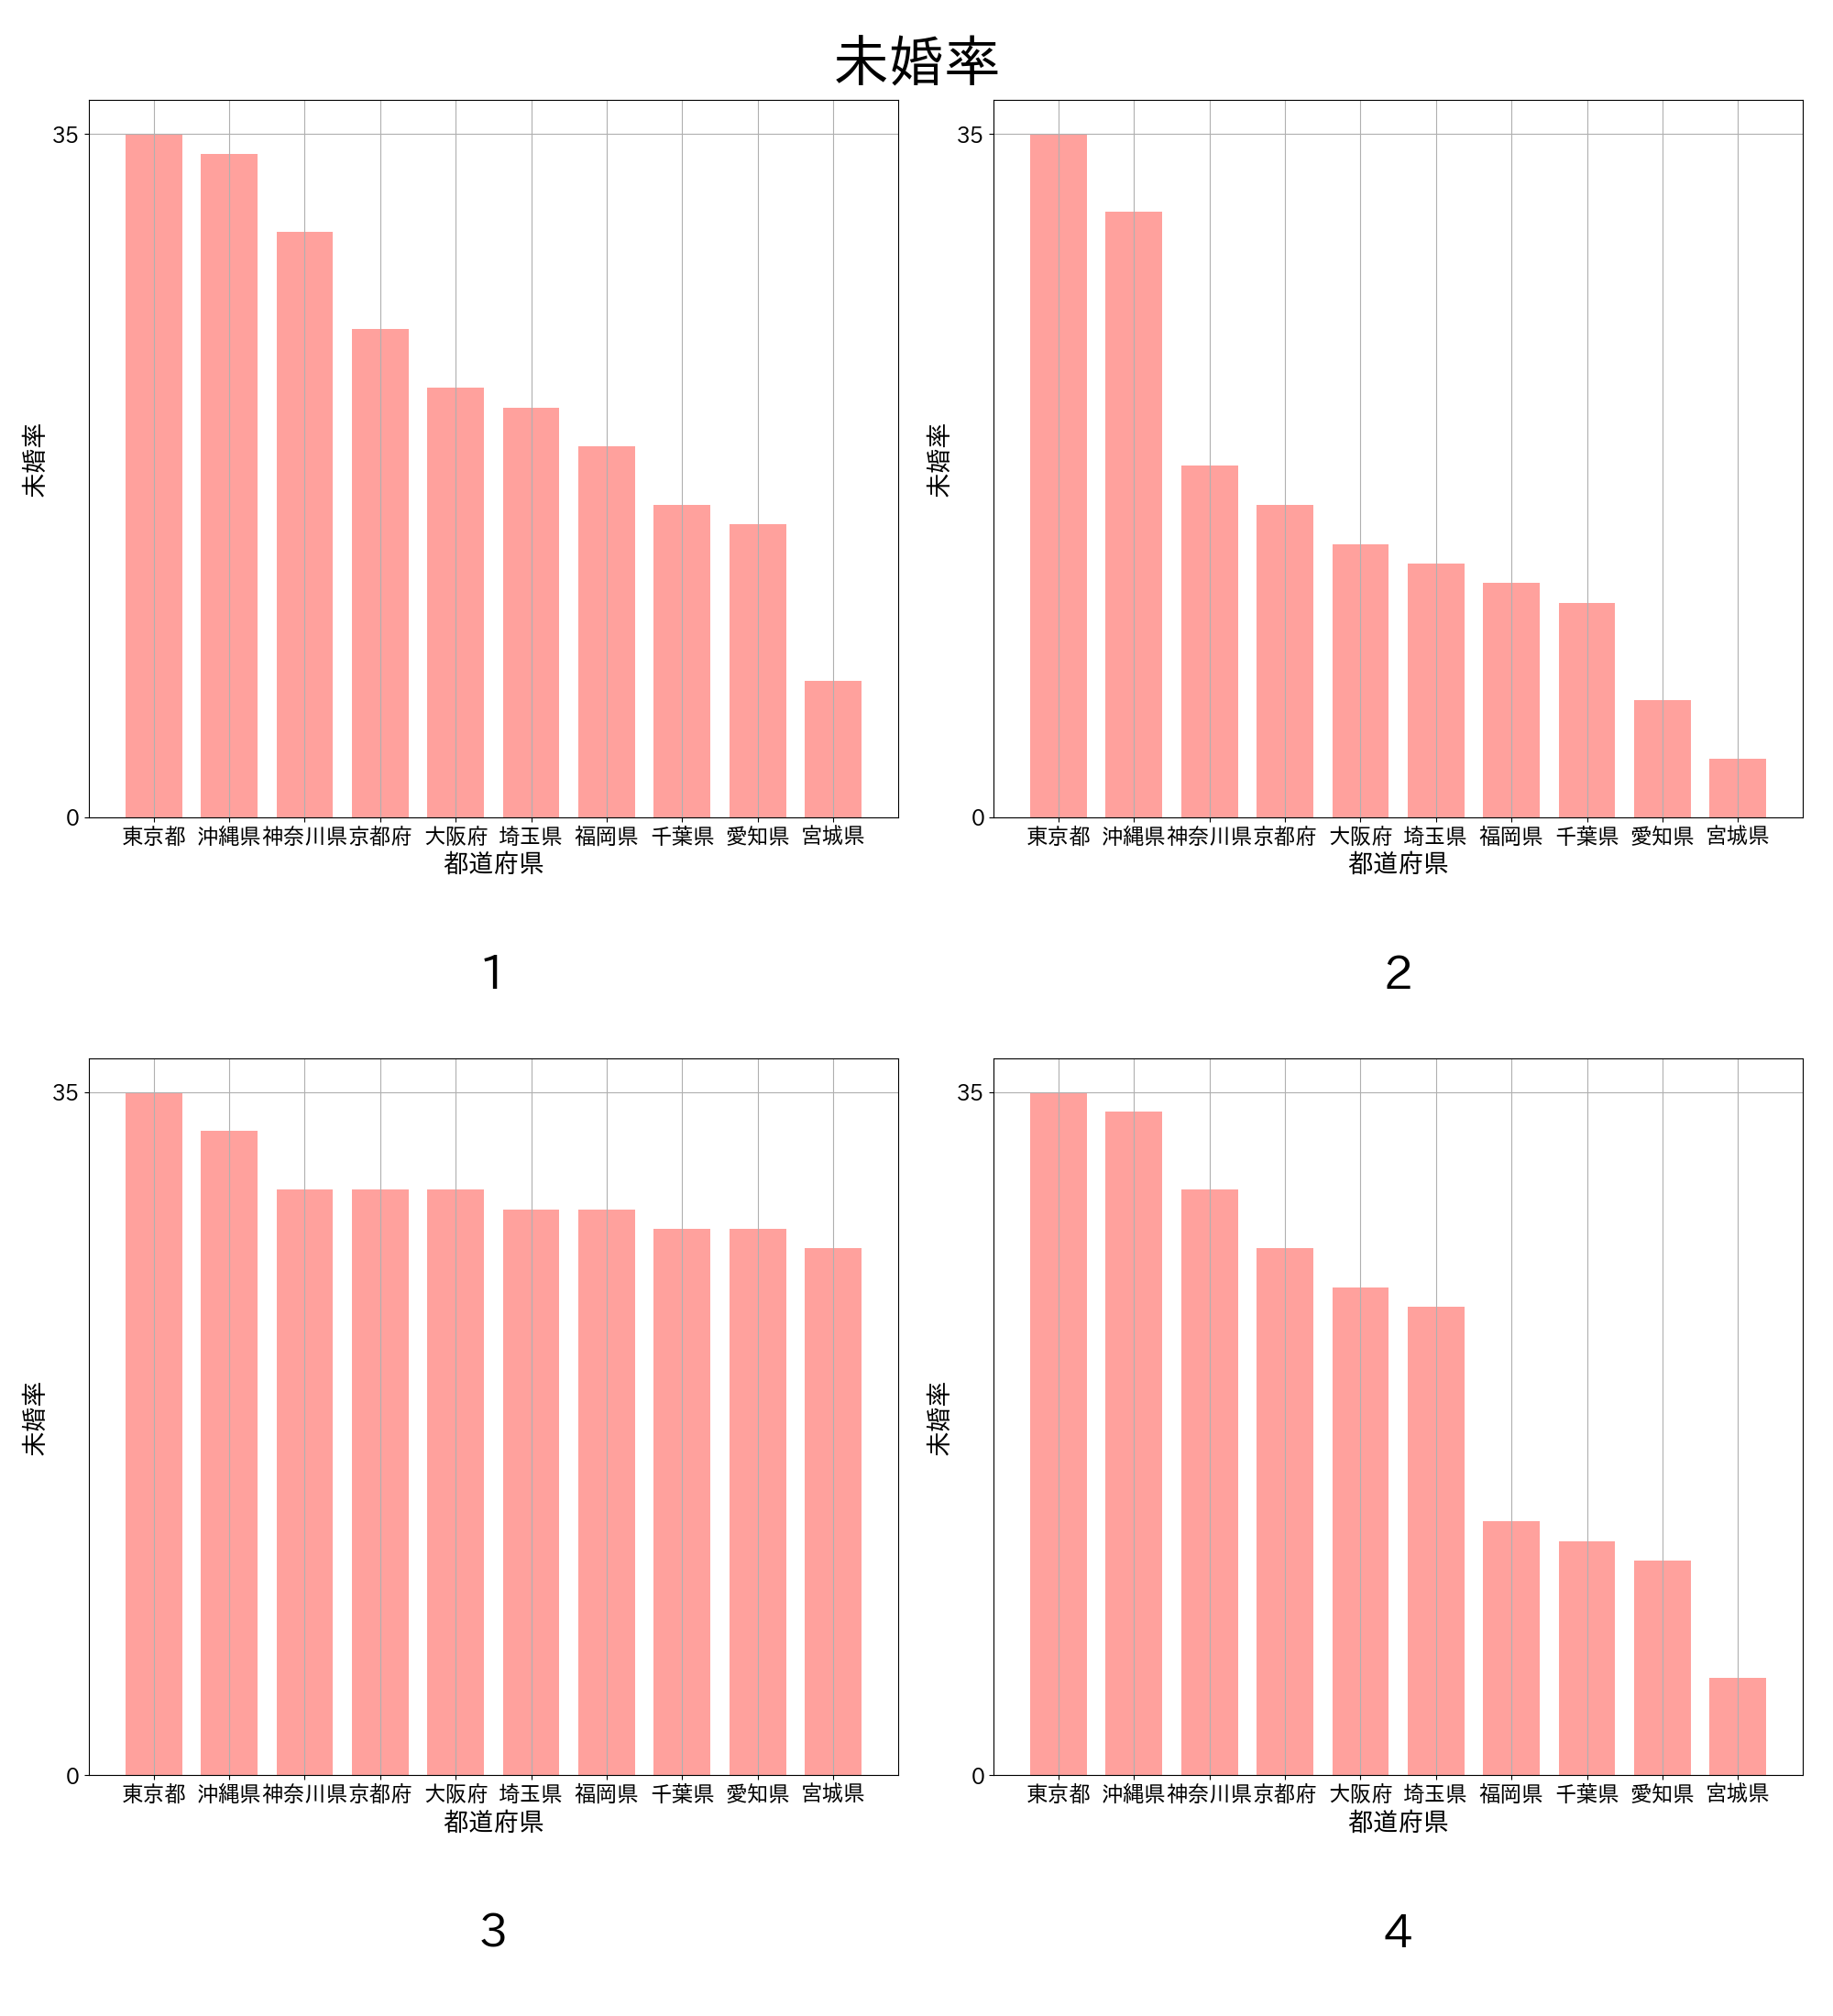 未婚率
35
0
未婚率
東京都 沖縄県 神奈川県 京都府 大阪府 埼玉県 福岡県 千葉県 愛知県 宮城県
都道府県
1
35
0
未婚率
東京都 沖縄県 神奈川県 京都府 大阪府 埼玉県 福岡県 千葉県 愛知県 宮城県
都道府県
2
35
0
未婚率
東京都 沖縄県 神奈川県 京都府 大阪府 埼玉県 福岡県 千葉県 愛知県 宮城県
都道府県
3
35
0
未婚率
東京都 沖縄県 神奈川県 京都府 大阪府 埼玉県 福岡県 千葉県 愛知県 宮城県
都道府県
4